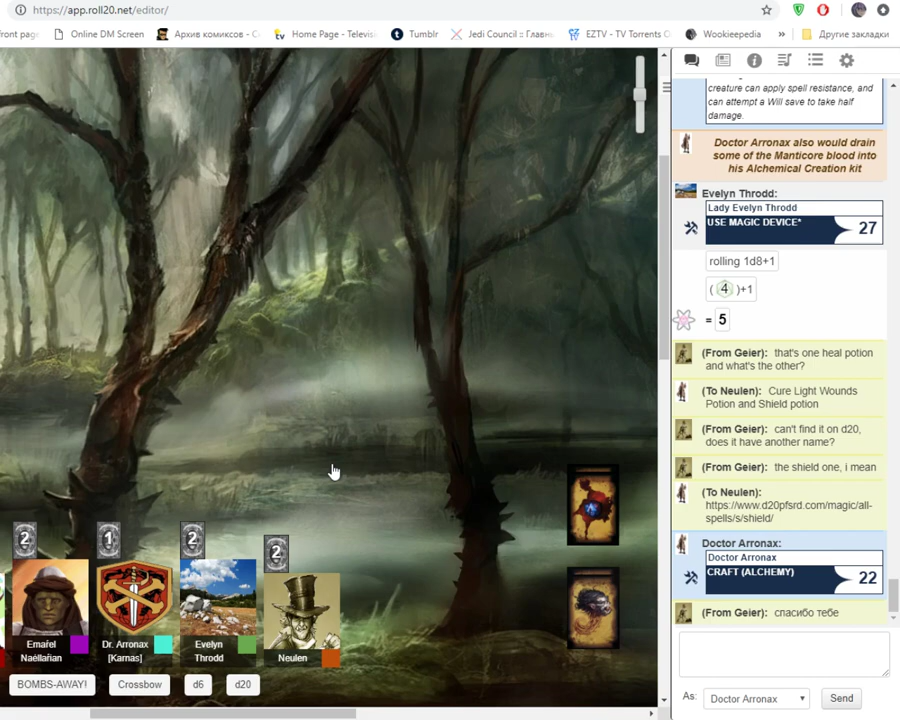 https://app.roll20.net/editor/
ront page
Online DM Screen
Архив комиксов - С
Home Page - Televis
Tumblr
Jedi Council :: Главн
EZTV - TV Torrents O
Wookieepedia
»
Другие закладки
creature can apply spell resistance, and
can attempt a Will save to take half
damage.
Doctor Arronax also would drain
some of the Manticore blood into
his Alchemical Creation kit
Evelyn Throdd:
Lady Evelyn Throdd
USE MAGIC DEVICE*
27
rolling 1d8+1
( 4 )+1
= 5
(From Geier): that's one heal potion
and what's the other?
(To Neulen): Cure Light Wounds
Potion and Shield potion
(From Geier): can't find it on d20,
does it have another name?
(From Geier): the shield one, i mean
(To Neulen):
https://www.d20pfsrd.com/magic/all-
spells/s/shield/
Doctor Arronax:
Doctor Arronax
CRAFT (ALCHEMY)
22
(From Geier): спасибо тебе
2
1
2
2
Emařel
Naëllařian
Dr. Arronax
[Karnas]
Evelyn
Throdd
Neulen
BOMBS-AWAY!
Crossbow
d6
d20
As:
Doctor Arronax
Send